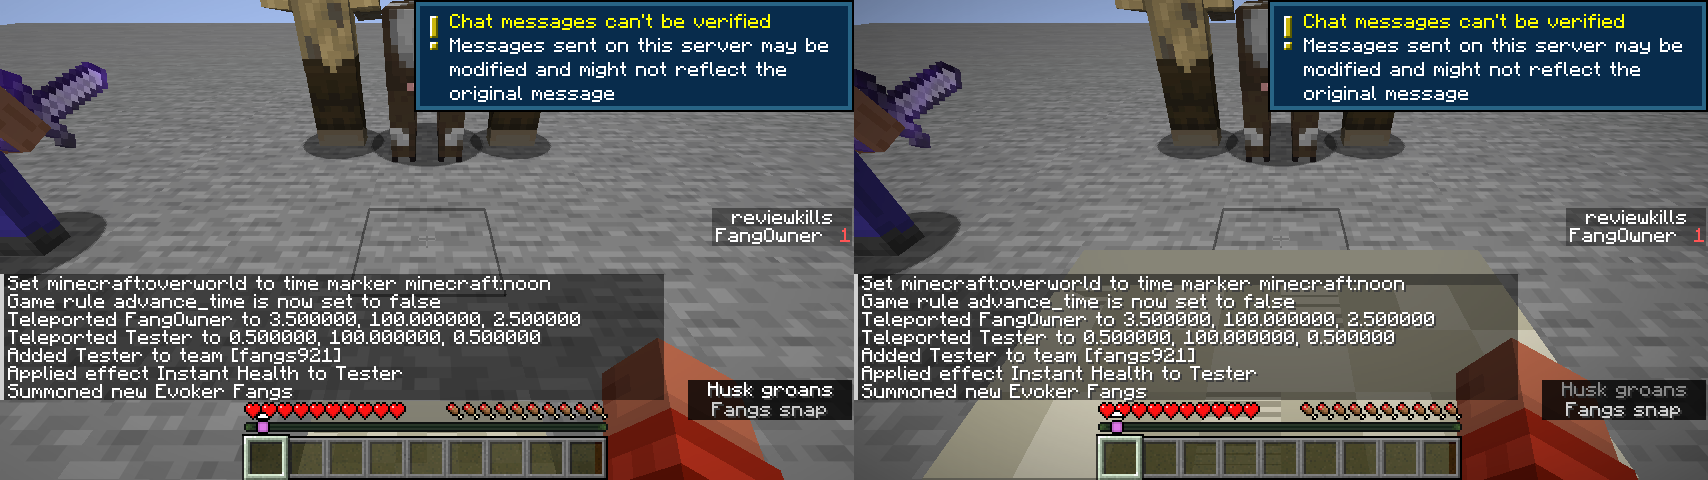 Chat messages can't be verified
Messages sent on this server may be
modified and might not reflect the
original message
reviewkills
FangOwner 1
Set minecraft:overworld to time marker minecraft:noon
Game rule advance_time is now set to false
Teleported FangOwner to 3.500000, 100.000000, 2.500000
Teleported Tester to 0.500000, 100.000000, 0.500000
Added Tester to team [fangs921]
Applied effect Instant Health to Tester
Summoned new Evoker Fangs
Husk groans
Fangs snap
Chat messages can't be verified
Messages sent on this server may be
modified and might not reflect the
original message
reviewkills
FangOwner 1
Set minecraft:overworld to time marker minecraft:noon
Game rule advance_time is now set to false
Teleported FangOwner to 3.500000, 100.000000, 2.500000
Teleported Tester to 0.500000, 100.000000, 0.500000
Added Tester to team [fangs921]
Applied effect Instant Health to Tester
Summoned new Evoker Fangs
Husk groans
Fangs snap